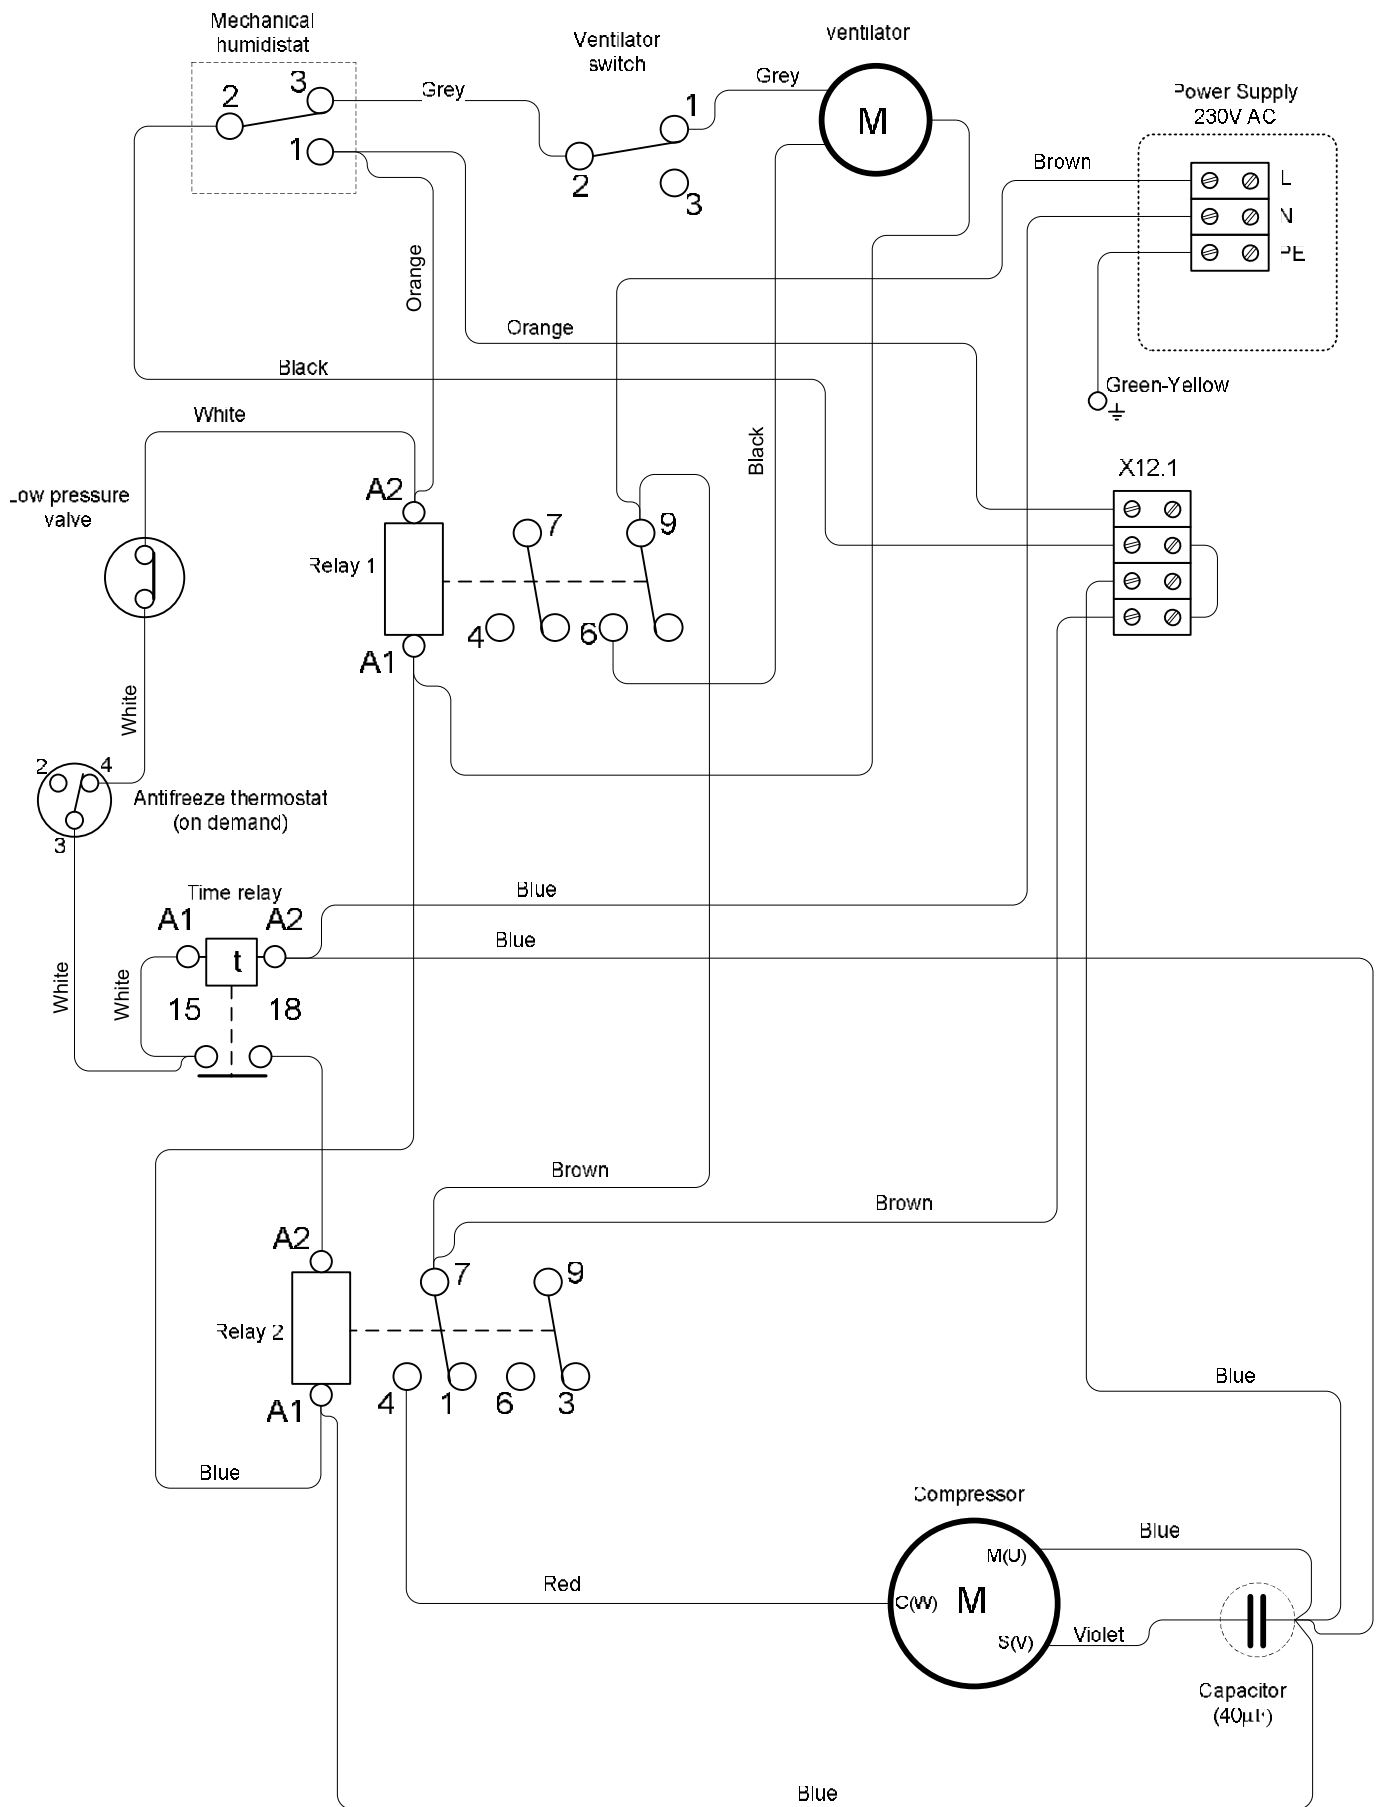 Mechanical
humidistat
Ventilator
switch
ventilator
Power Supply
230V AC
3
2
1
Grey
1
2
3
Grey
M
Brown
L
N
PE
Orange
Orange
Black
Green-Yellow
White
Black
X12.1
Low pressure
valve
A2
7
9
Relay 1
4
6
A1
White
2
4
Antifreeze thermostat
(on demand)
3
Time relay
Blue
A1
A2
Blue
t
White
White
15
18
Brown
Brown
A2
7
9
Relay 2
A1
4
1
6
3
Blue
Blue
Compressor
M(U)
Blue
Red
C(W)
M
S(V)
Violet
Capacitor
(40µF)
Blue